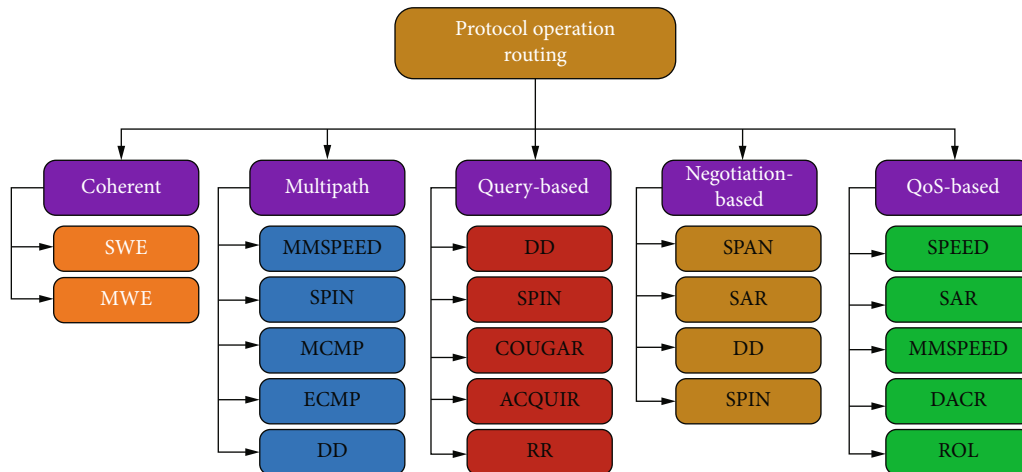 Protocol operation
routing
Coherent
SWE
MWE
Multipath
MMSPEED
SPIN
MCMP
ECMP
DD
Query-based
DD
SPIN
COUGAR
ACQUIR
RR
Negotiation-
based
SPAN
SAR
DD
SPIN
QoS-based
SPEED
SAR
MMSPEED
DACR
ROL